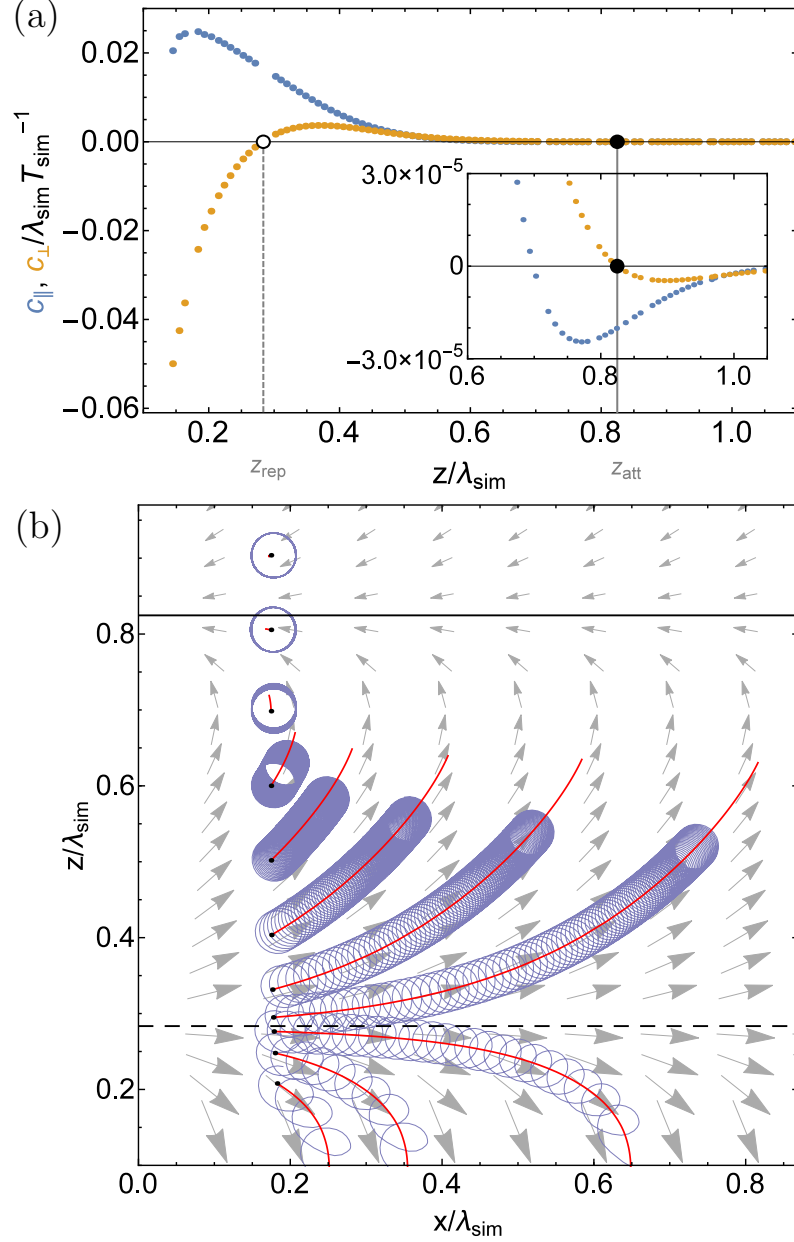 (a)
c∥, c⊥/λsim Tsim⁻¹
0.02
0.00
−0.02
−0.04
−0.06
3.0×10⁻⁵
0
−3.0×10⁻⁵
0.6 0.8 1.0
0.2 0.4 0.6 0.8 1.0
zrep z/λsim zatt
(b)
z/λsim
0.8
0.6
0.4
0.2
0.0 0.2 0.4 0.6 0.8
x/λsim